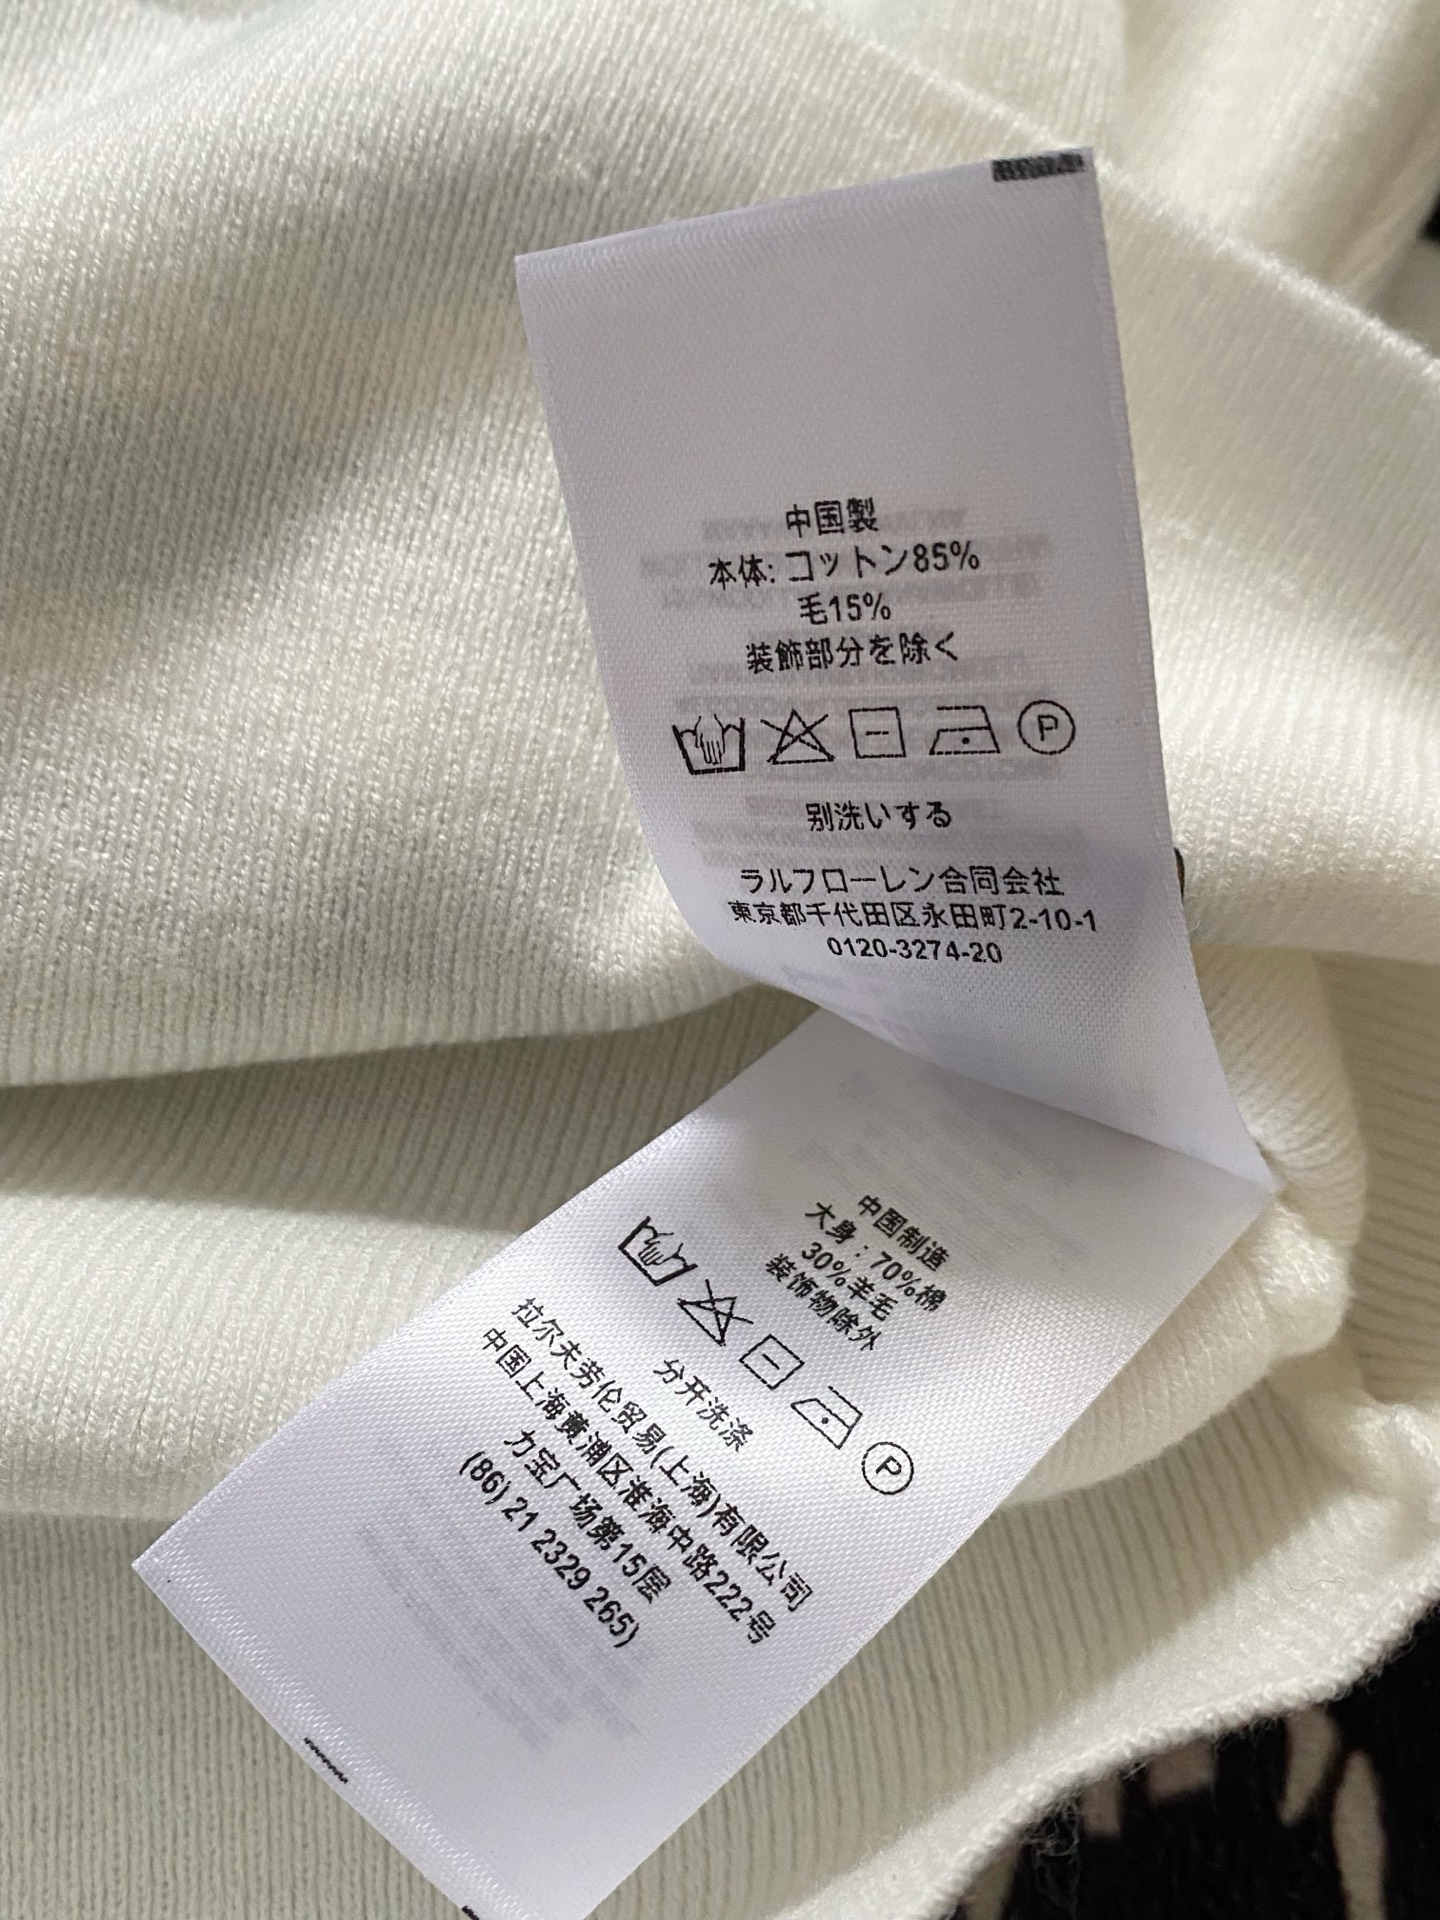 中国製
本体: コットン85%
毛15%
装飾部分を除く
P
別洗いする
ラルフローレン合同会社
東京都千代田区永田町2-10-1
0120-3274-20
中国制造
大身：70%棉
30%羊毛
装饰物除外
P
分开洗涤
拉尔夫劳伦贸易(上海)有限公司
中国上海黄浦区淮海中路222号
力宝广场第15层
(86) 21 2329 265)